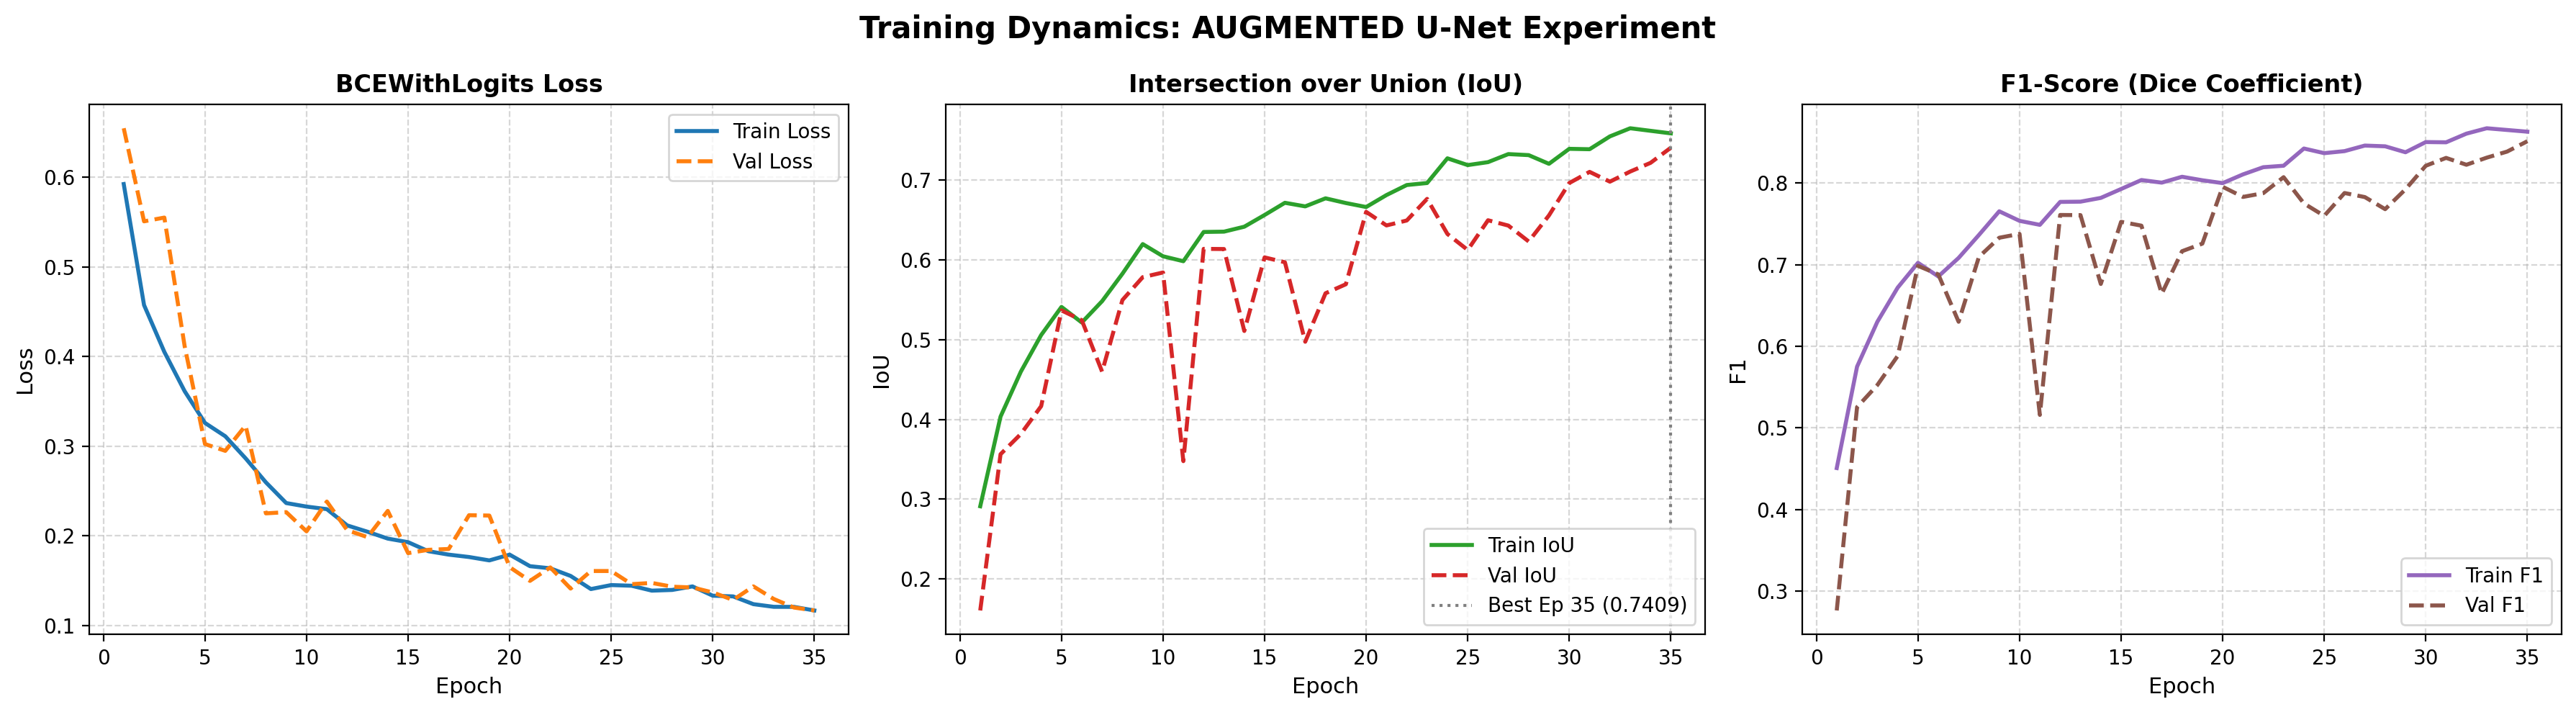 Training Dynamics: AUGMENTED U-Net Experiment
BCEWithLogits Loss
Loss
0.6
0.5
0.4
0.3
0.2
0.1
Train Loss
Val Loss
0 5 10 15 20 25 30 35
Epoch
Intersection over Union (IoU)
IoU
0.7
0.6
0.5
0.4
0.3
0.2
Train IoU
Val IoU
Best Ep 35 (0.7409)
0 5 10 15 20 25 30 35
Epoch
F1-Score (Dice Coefficient)
F1
0.8
0.7
0.6
0.5
0.4
0.3
Train F1
Val F1
0 5 10 15 20 25 30 35
Epoch